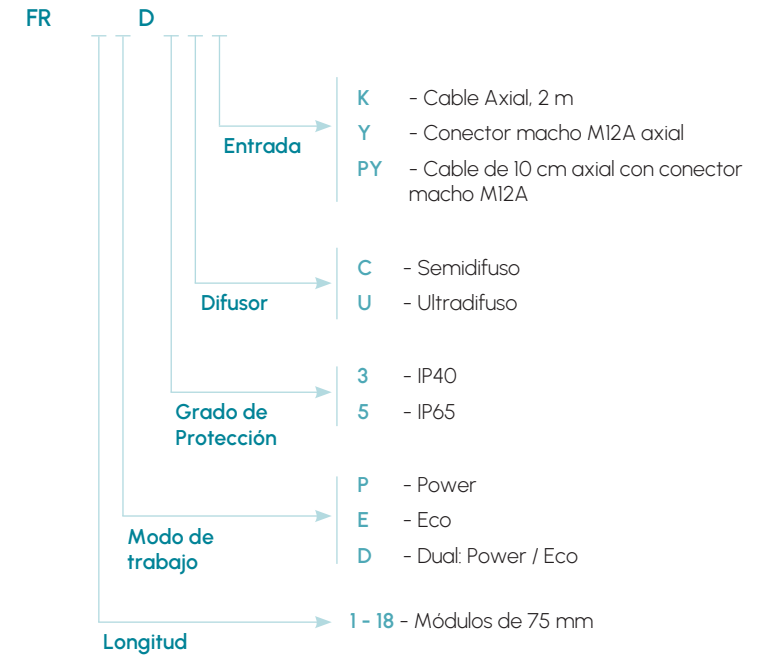 FR D
K - Cable Axial, 2 m
Y - Conector macho M12A axial
PY - Cable de 10 cm axial con conector
macho M12A
Entrada
C - Semidifuso
U - Ultradifuso
Difusor
3 - IP40
5 - IP65
Grado de
Protección
P - Power
E - Eco
D - Dual: Power / Eco
Modo de
trabajo
1 - 18 - Módulos de 75 mm
Longitud